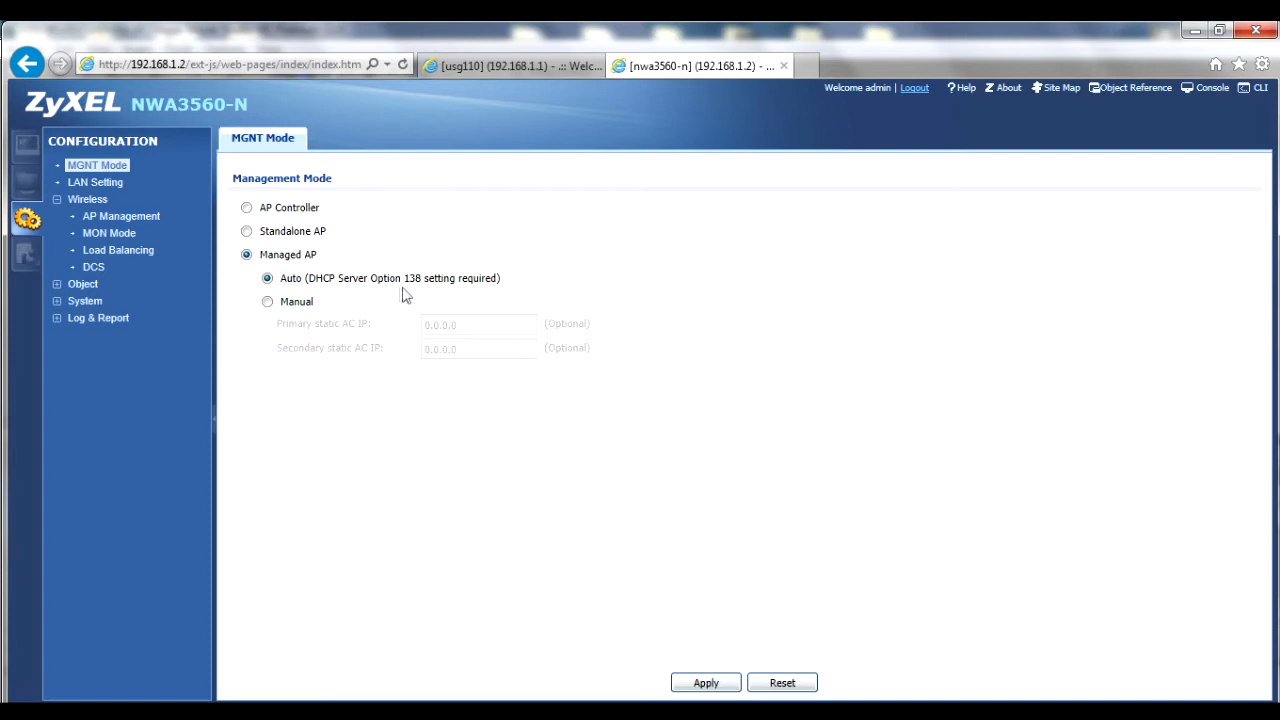 http://192.168.1.2/ext-js/web-pages/index/index.htm
[usg110] (192.168.1.1) - .:: Welc...
[nwa3560-n] (192.168.1.2) - ...
ZyXEL NWA3560-N
Welcome admin | Logout ?Help Z About Site Map Object Reference Console CLI
CONFIGURATION
MGNT Mode
LAN Setting
Wireless
AP Management
MON Mode
Load Balancing
DCS
Object
System
Log & Report
MGNT Mode
Management Mode
AP Controller
Standalone AP
Managed AP
Auto (DHCP Server Option 138 setting required)
Manual
Primary static AC IP: 0.0.0.0 (Optional)
Secondary static AC IP: 0.0.0.0 (Optional)
Apply Reset